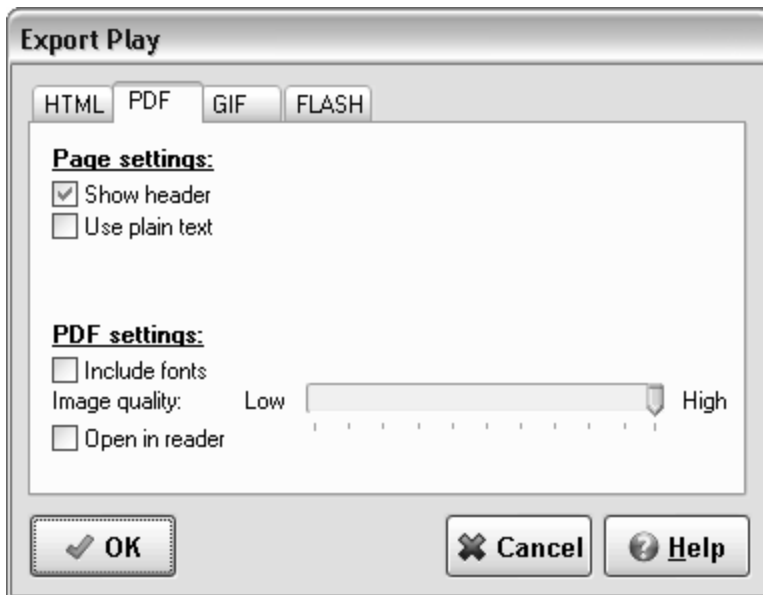 Export Play
HTML PDF GIF FLASH
Page settings:
Show header
Use plain text
PDF settings:
Include fonts
Image quality: Low High
Open in reader
OK Cancel Help